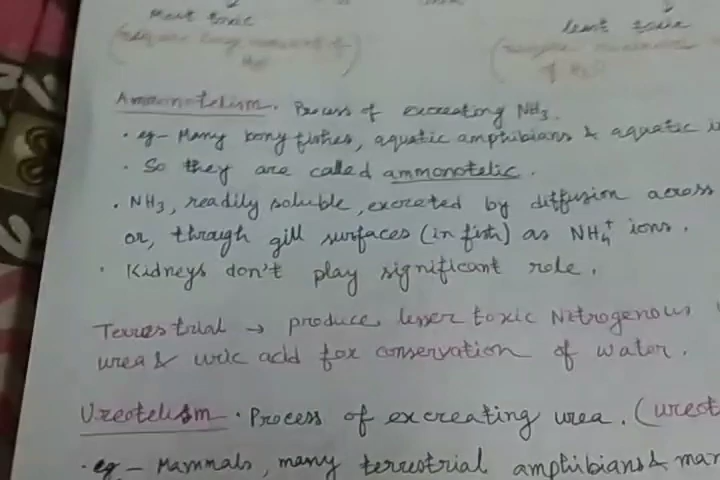 most toxic
least toxic
Ammonotelism. Process of excreating NH3.
• eg – Many bony fishes, aquatic amphibians & aquatic
• So they are called ammonotelic.
• NH3, readily soluble, excreted by diffusion across
or, through gill surfaces (in fish) as NH4+ ions.
• Kidneys don't play significant role.
Terrestrial → produce lesser toxic Nitrogenous
urea & uric acid for conservation of water.
Ureotelism • Process of excreating urea. (ureot
• eg – Mammals, many terrestrial amphibians & mar